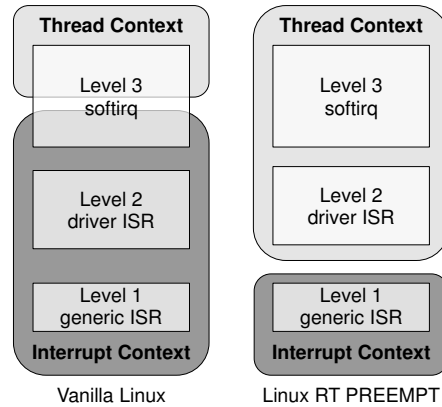 Thread Context
Level 3
softirq
Level 2
driver ISR
Level 1
generic ISR
Interrupt Context
Vanilla Linux
Thread Context
Level 3
softirq
Level 2
driver ISR
Level 1
generic ISR
Interrupt Context
Linux RT PREEMPT